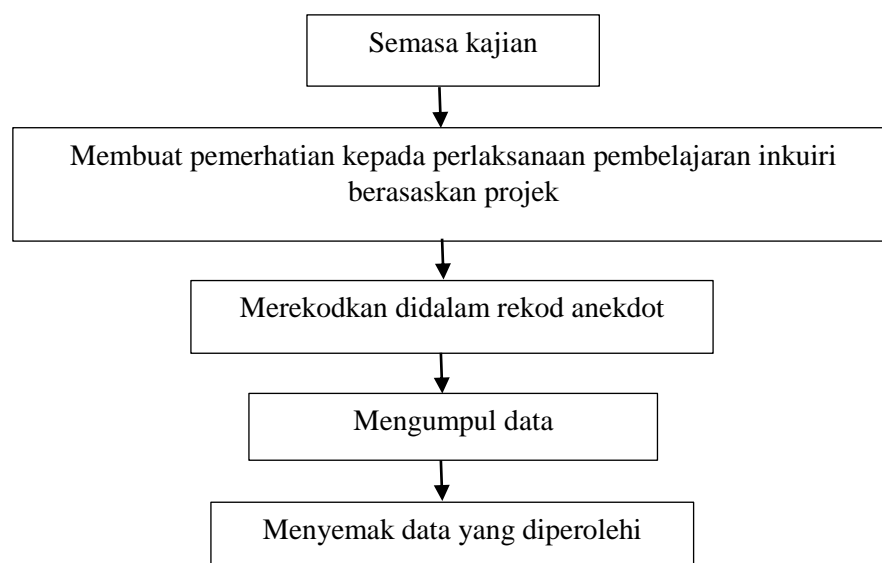 Semasa kajian
Membuat pemerhatian kepada perlaksanaan pembelajaran inkuiri
berasaskan projek
Merekodkan didalam rekod anekdot
Mengumpul data
Menyemak data yang diperolehi